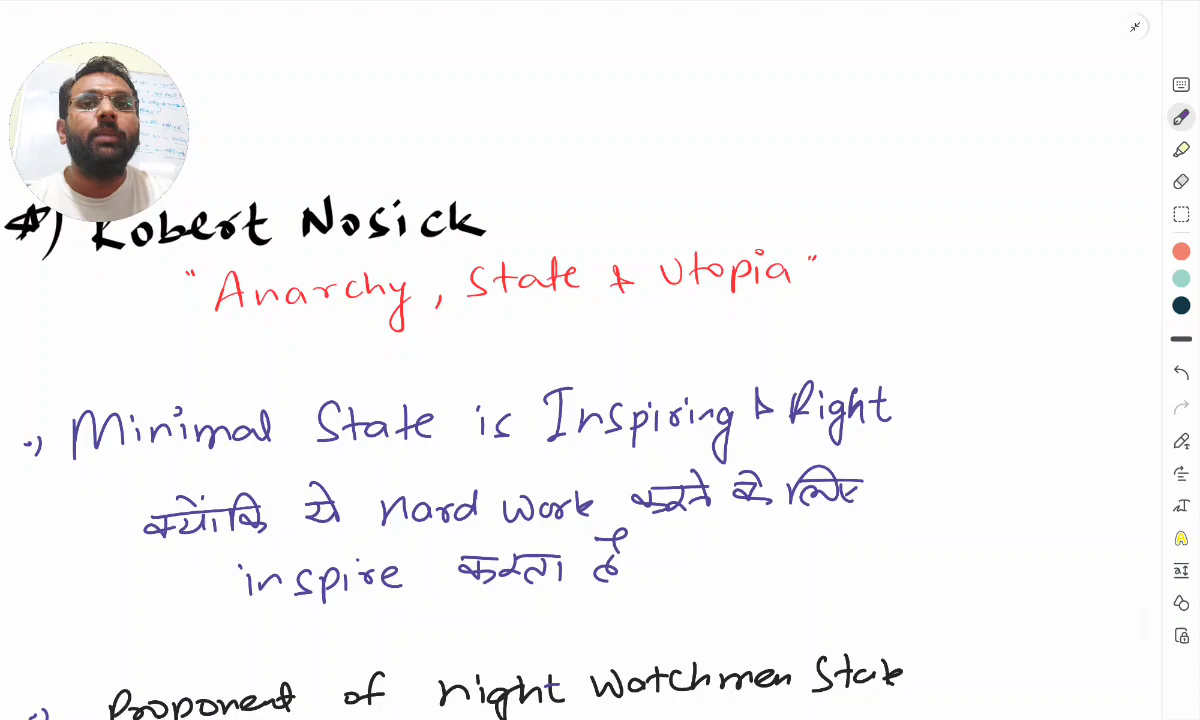 #) Robert Nosick
"Anarchy, State & Utopia"
Minimal State is Inspiring & Right
क्योंकि ये hard work करने के लिए
inspire करता है
Proponent of night Watchmen State